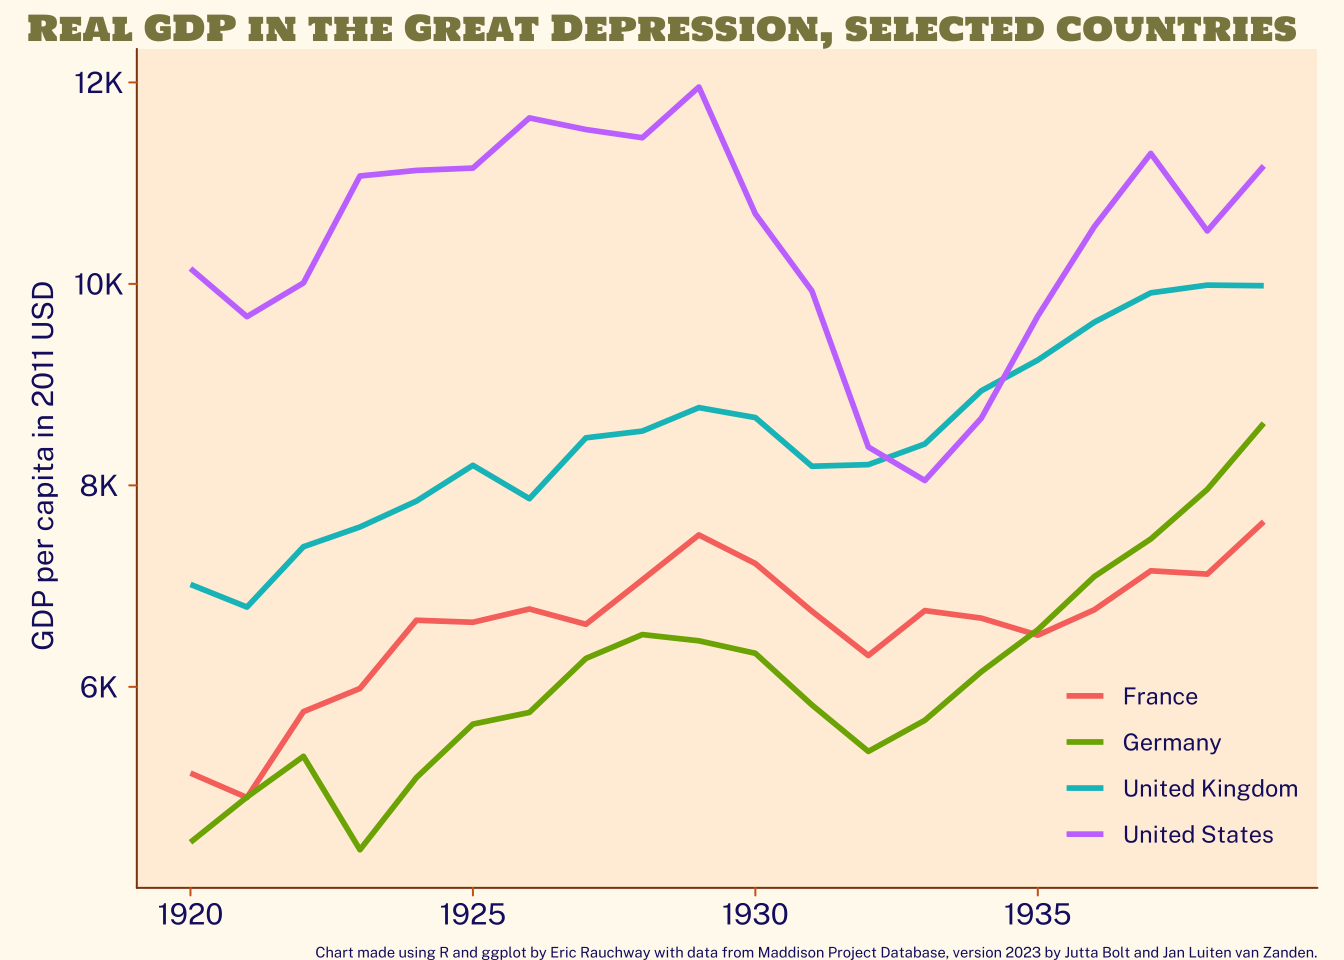 Real GDP in the Great Depression, selected countries
12K
10K
8K
6K
GDP per capita in 2011 USD
France
Germany
United Kingdom
United States
1920 1925 1930 1935
Chart made using R and ggplot by Eric Rauchway with data from Maddison Project Database, version 2023 by Jutta Bolt and Jan Luiten van Zanden.